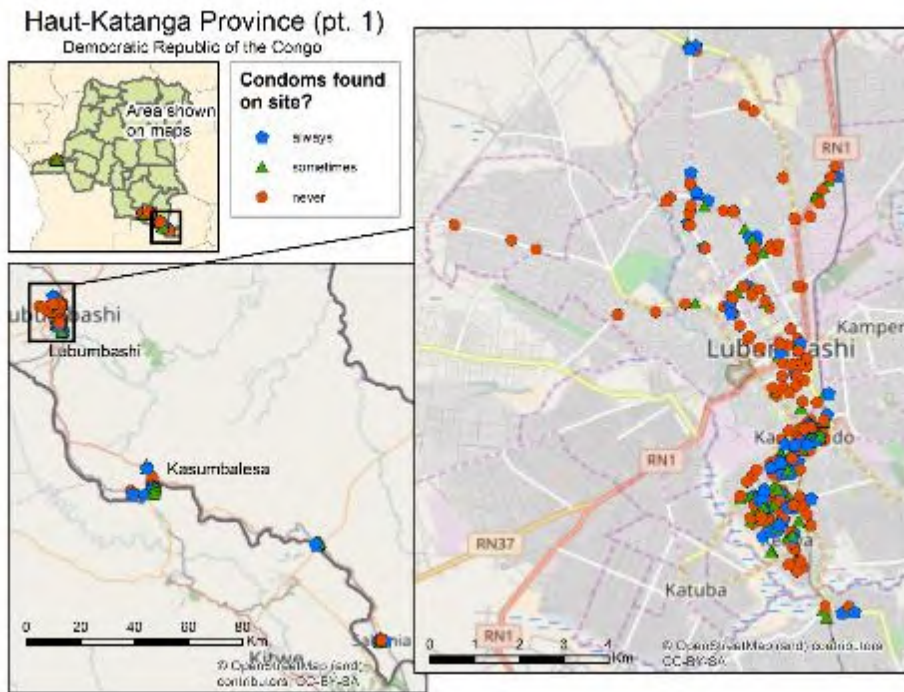 Haut-Katanga Province (pt. 1)
Democratic Republic of the Congo
Area shown
on maps
Condoms found
on site?
always
sometimes
never
Lubumbashi
Kasumbalesa
Kitwe
0 20 40 60 80
Km
© OpenStreetMap (and)
contributors, CC-BY-SA
RN1
Lubumbashi
RN1
RN37
Katuba
RN1
0 1 2 3 4
Km
© OpenStreetMap (and) contributors
CC-BY-SA